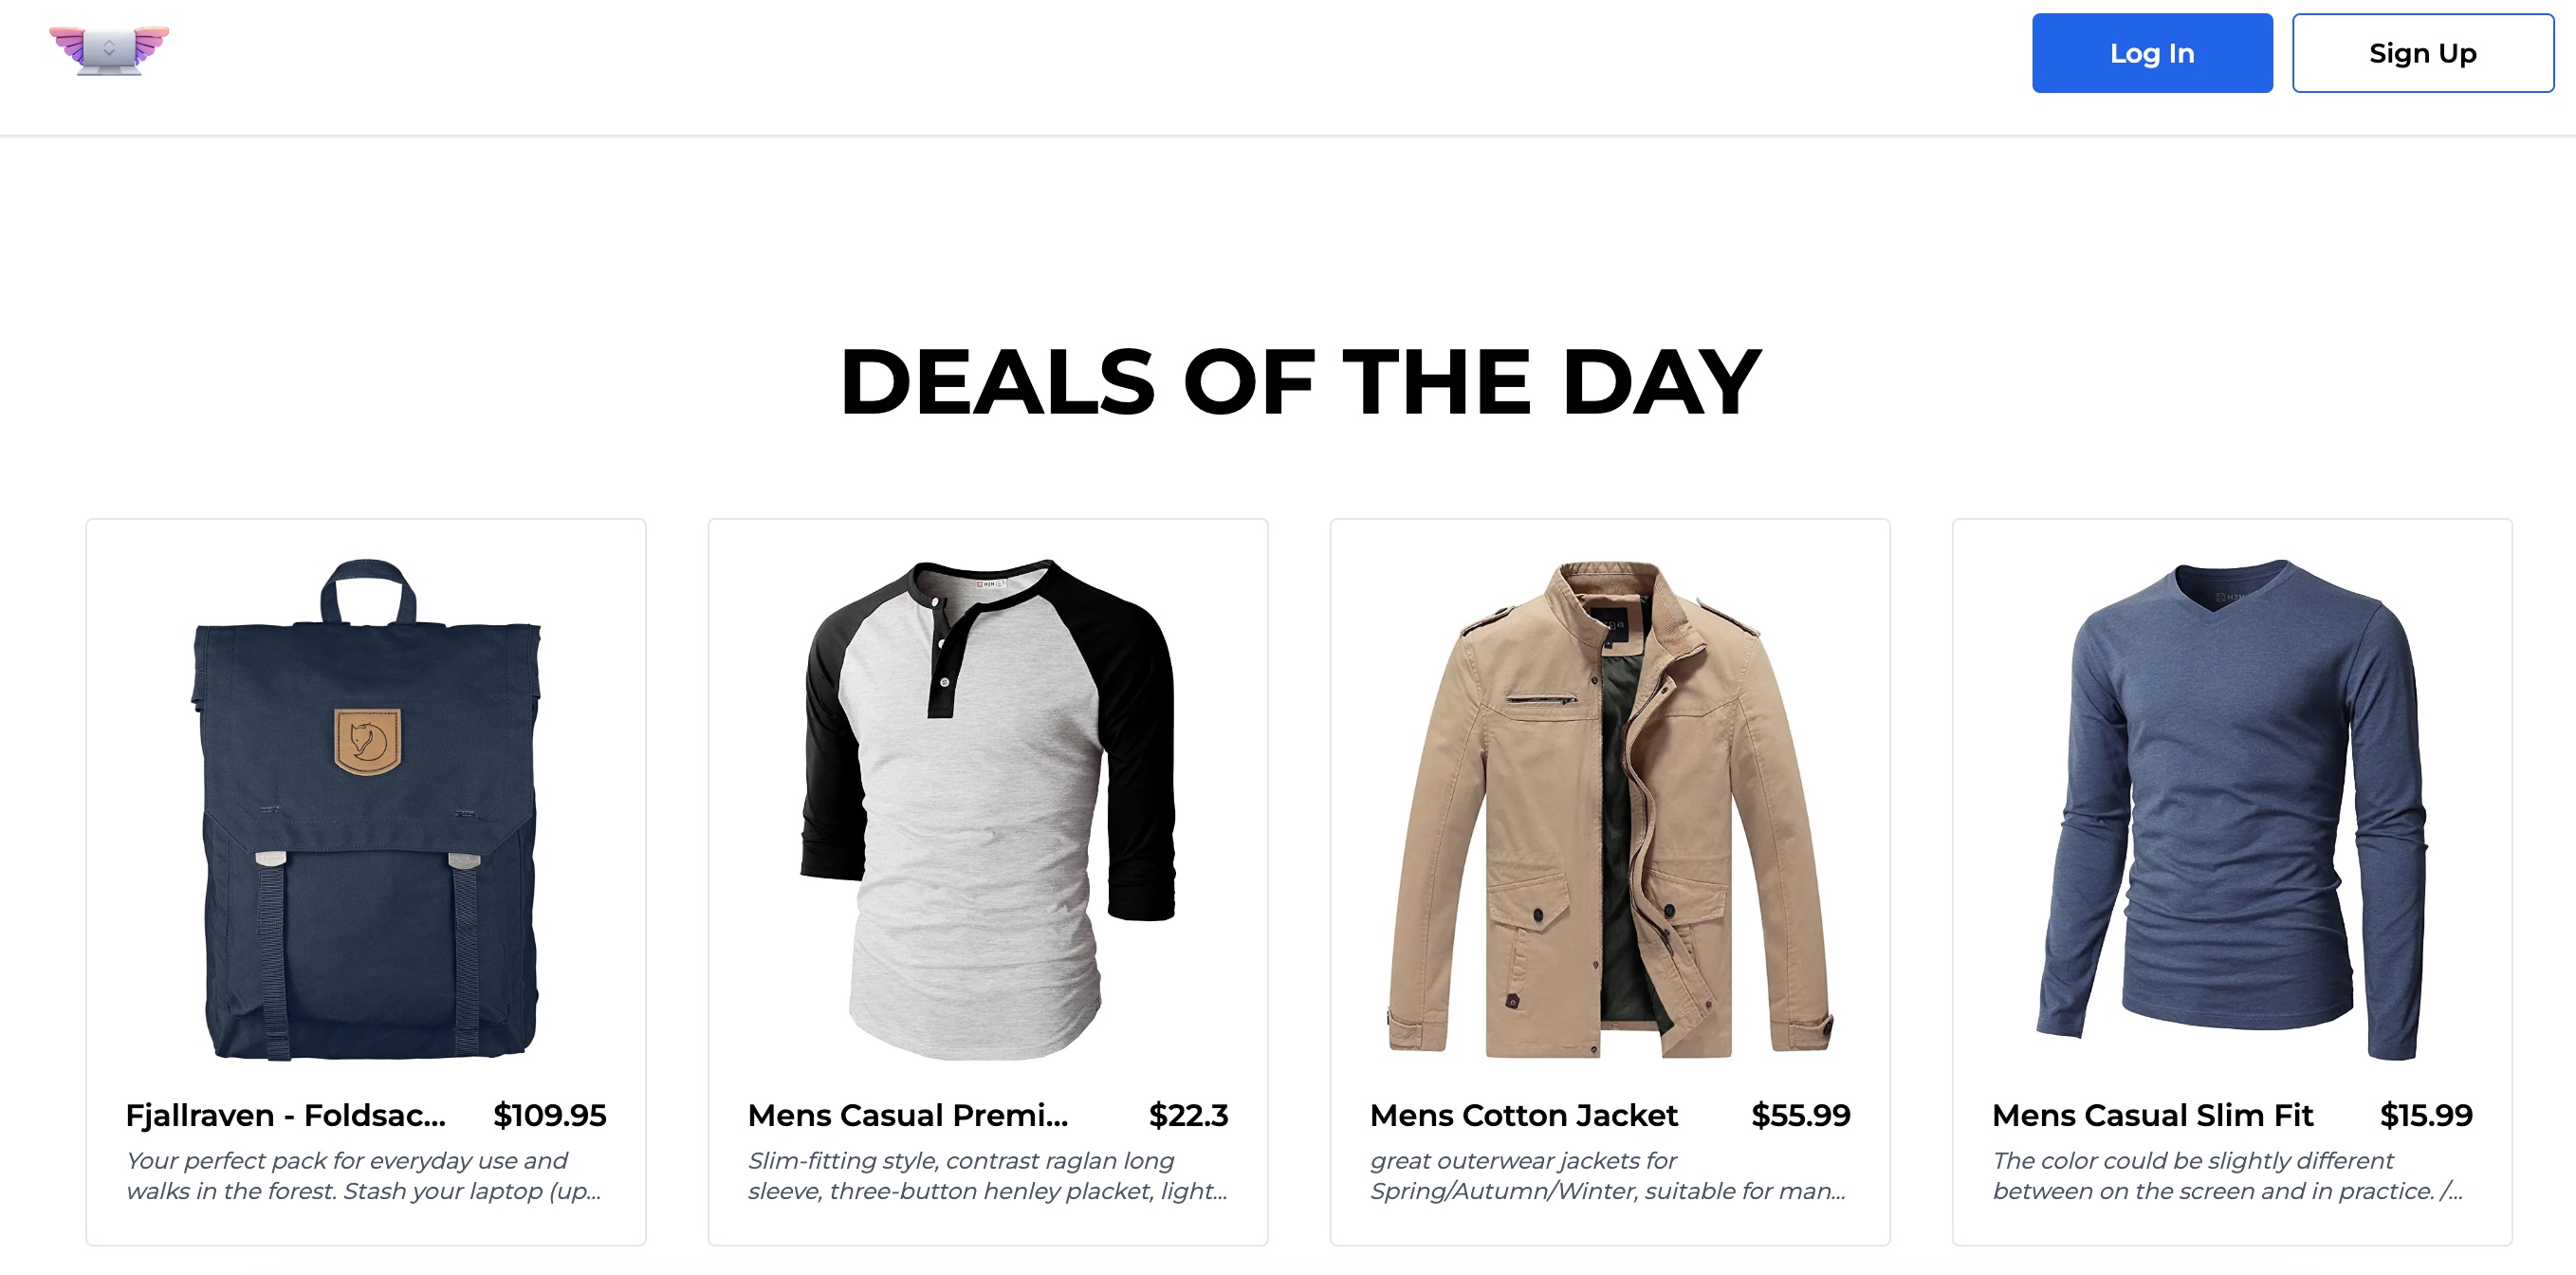 Log In
Sign Up
DEALS OF THE DAY
Fjallraven - Foldsac... $109.95
Your perfect pack for everyday use and
walks in the forest. Stash your laptop (up...
Mens Casual Premi... $22.3
Slim-fitting style, contrast raglan long
sleeve, three-button henley placket, light...
Mens Cotton Jacket $55.99
great outerwear jackets for
Spring/Autumn/Winter, suitable for man...
Mens Casual Slim Fit $15.99
The color could be slightly different
between on the screen and in practice. /...